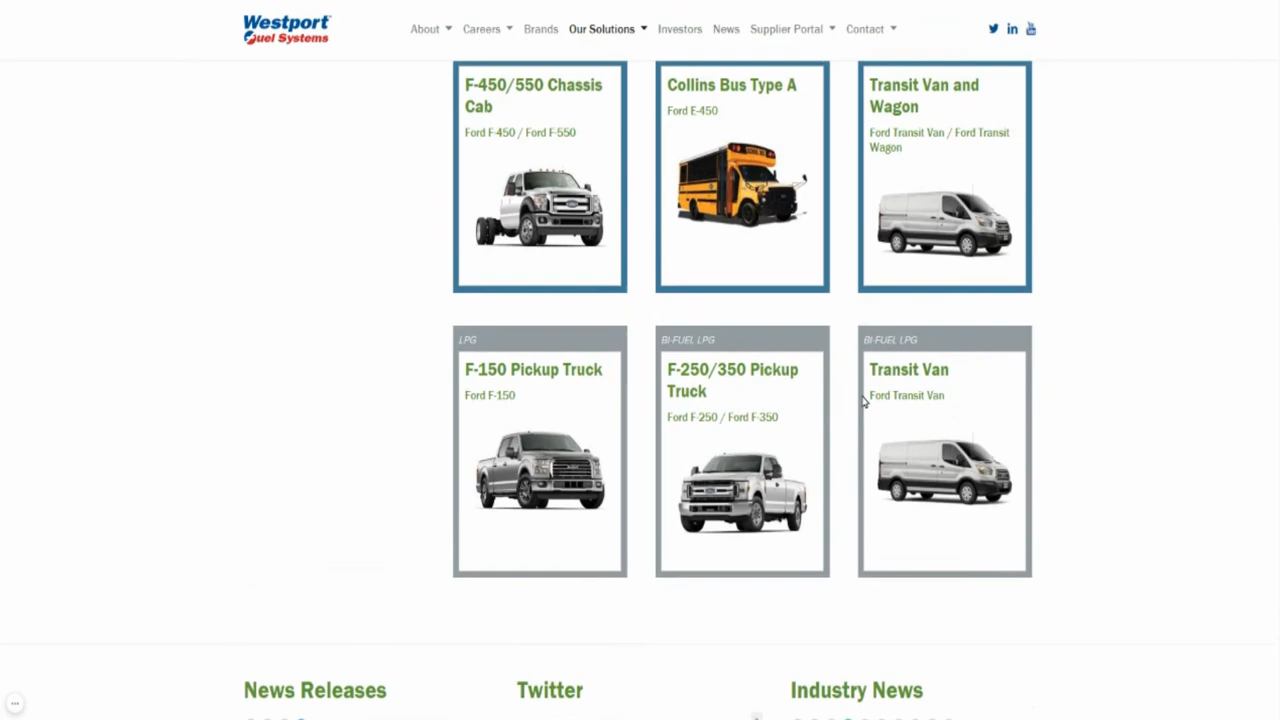 Westport
Fuel Systems
About
Careers
Brands
Our Solutions
Investors
News
Supplier Portal
Contact
F-450/550 Chassis
Cab
Ford F-450 / Ford F-550
Collins Bus Type A
Ford E-450
Transit Van and
Wagon
Ford Transit Van / Ford Transit
Wagon
LPG
F-150 Pickup Truck
Ford F-150
BI-FUEL LPG
F-250/350 Pickup
Truck
Ford F-250 / Ford F-350
BI-FUEL LPG
Transit Van
Ford Transit Van
News Releases
Twitter
Industry News